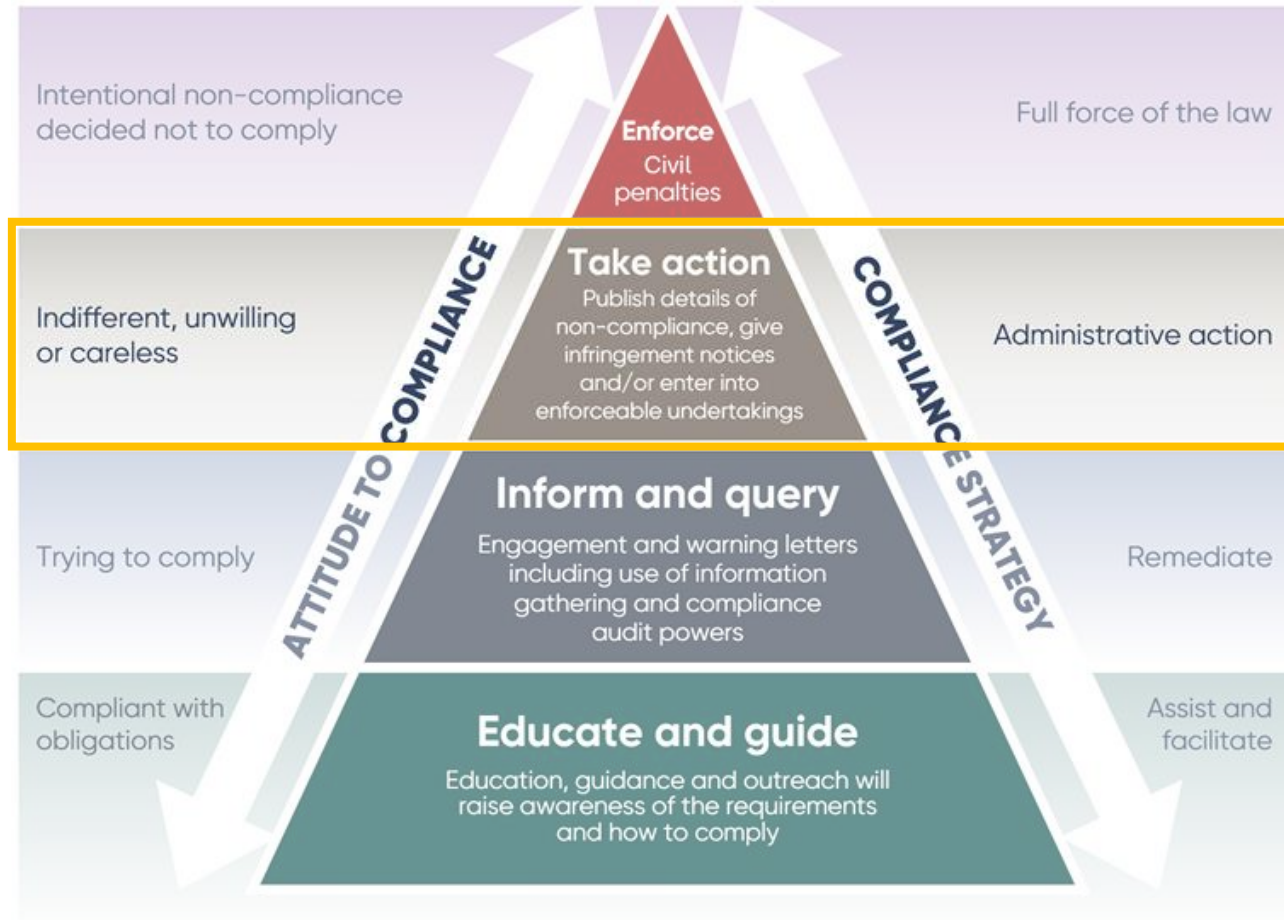 Intentional non-compliance
decided not to comply
Enforce
Civil
penalties
Full force of the law
Indifferent, unwilling
or careless
Take action
Publish details of
non-compliance, give
infringement notices
and/or enter into
enforceable undertakings
Administrative action
ATTITUDE TO COMPLIANCE
COMPLIANCE STRATEGY
Trying to comply
Inform and query
Engagement and warning letters
including use of information
gathering and compliance
audit powers
Remediate
Compliant with
obligations
Educate and guide
Education, guidance and outreach will
raise awareness of the requirements
and how to comply
Assist and
facilitate